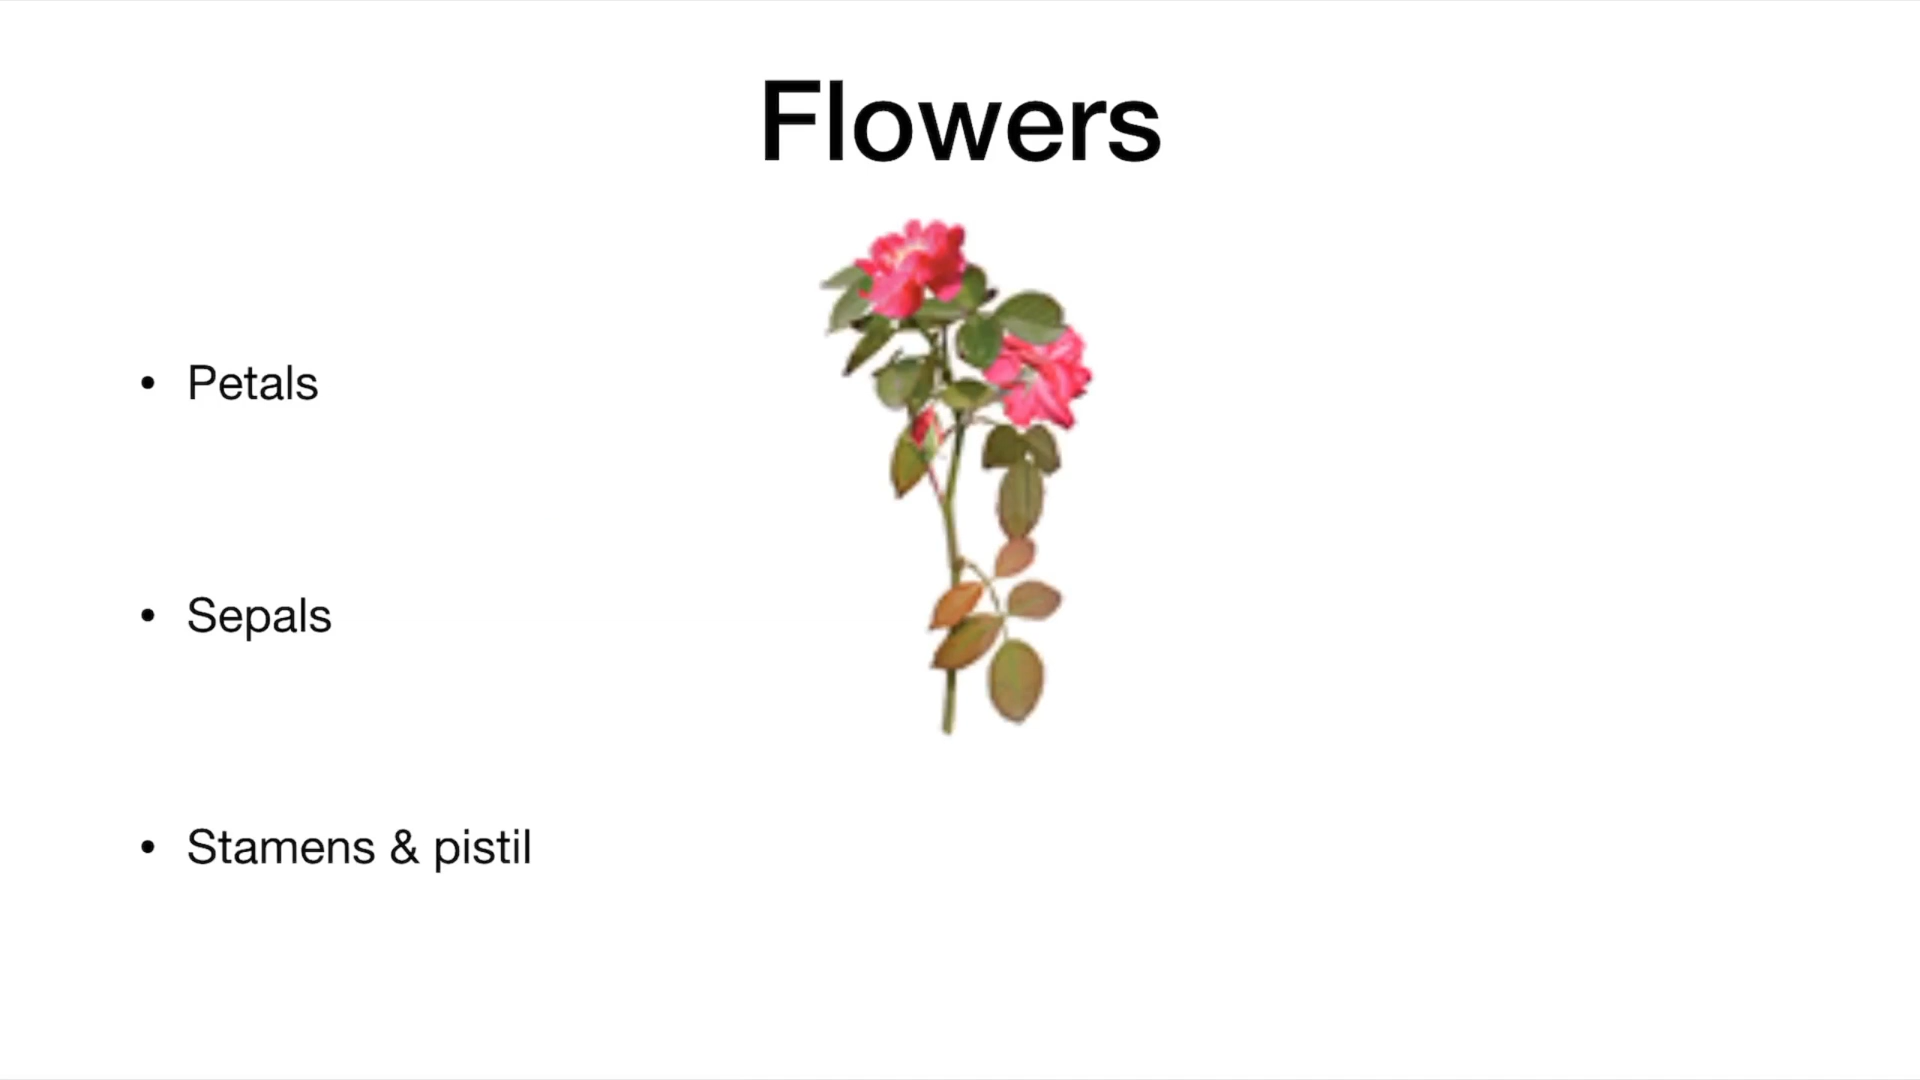 Flowers
• Petals
• Sepals
• Stamens & pistil